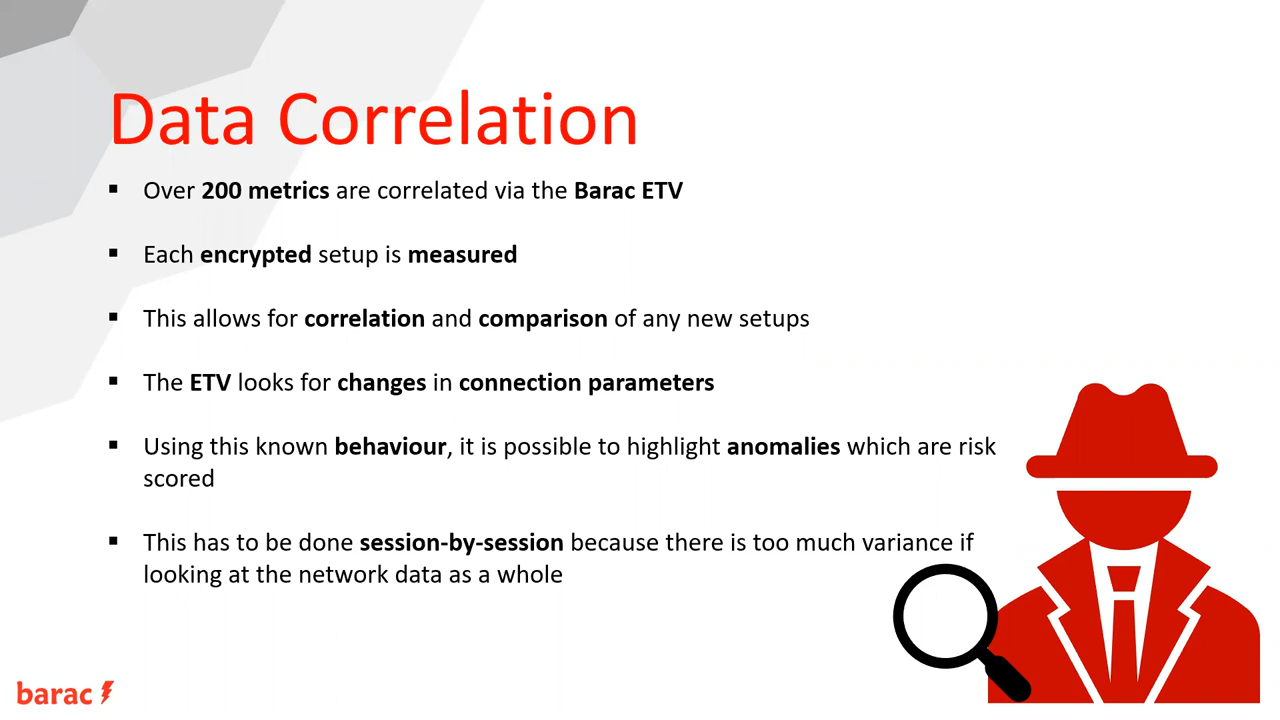 Data Correlation
Over 200 metrics are correlated via the Barac ETV
Each encrypted setup is measured
This allows for correlation and comparison of any new setups
The ETV looks for changes in connection parameters
Using this known behaviour, it is possible to highlight anomalies which are risk
scored
This has to be done session-by-session because there is too much variance if
looking at the network data as a whole
barac